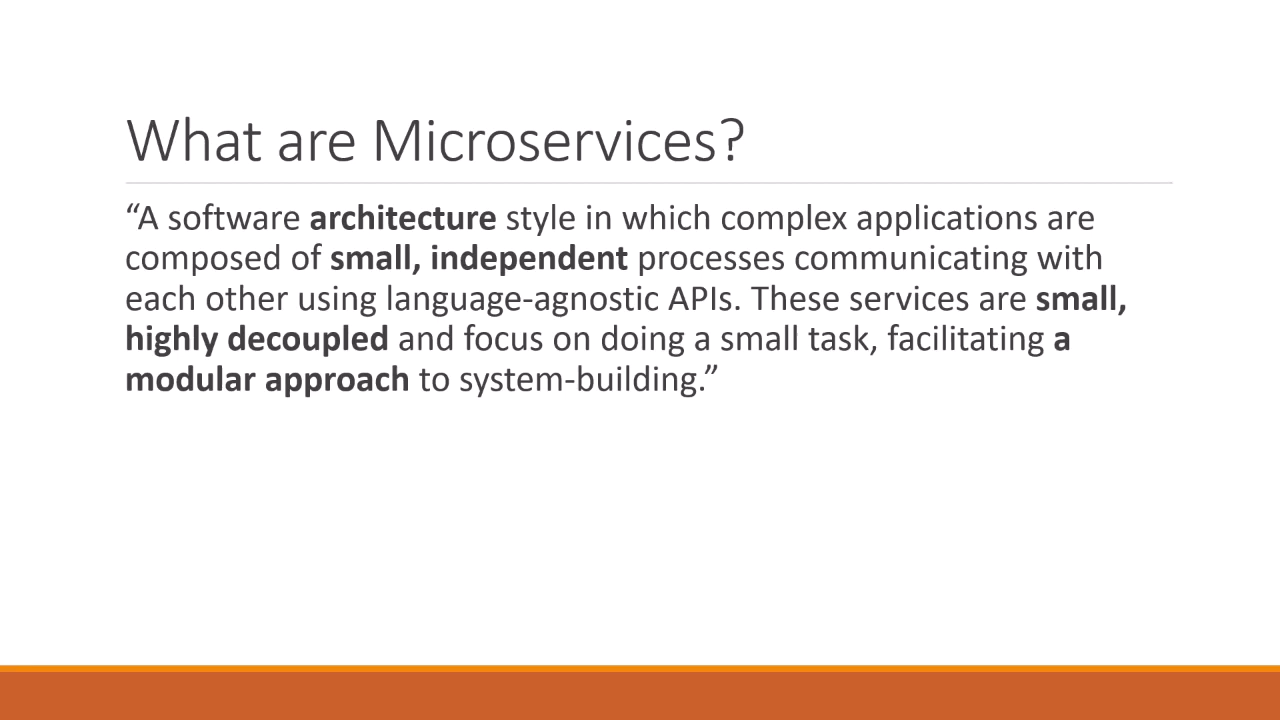 What are Microservices?
“A software architecture style in which complex applications are
composed of small, independent processes communicating with
each other using language-agnostic APIs. These services are small,
highly decoupled and focus on doing a small task, facilitating a
modular approach to system-building.”